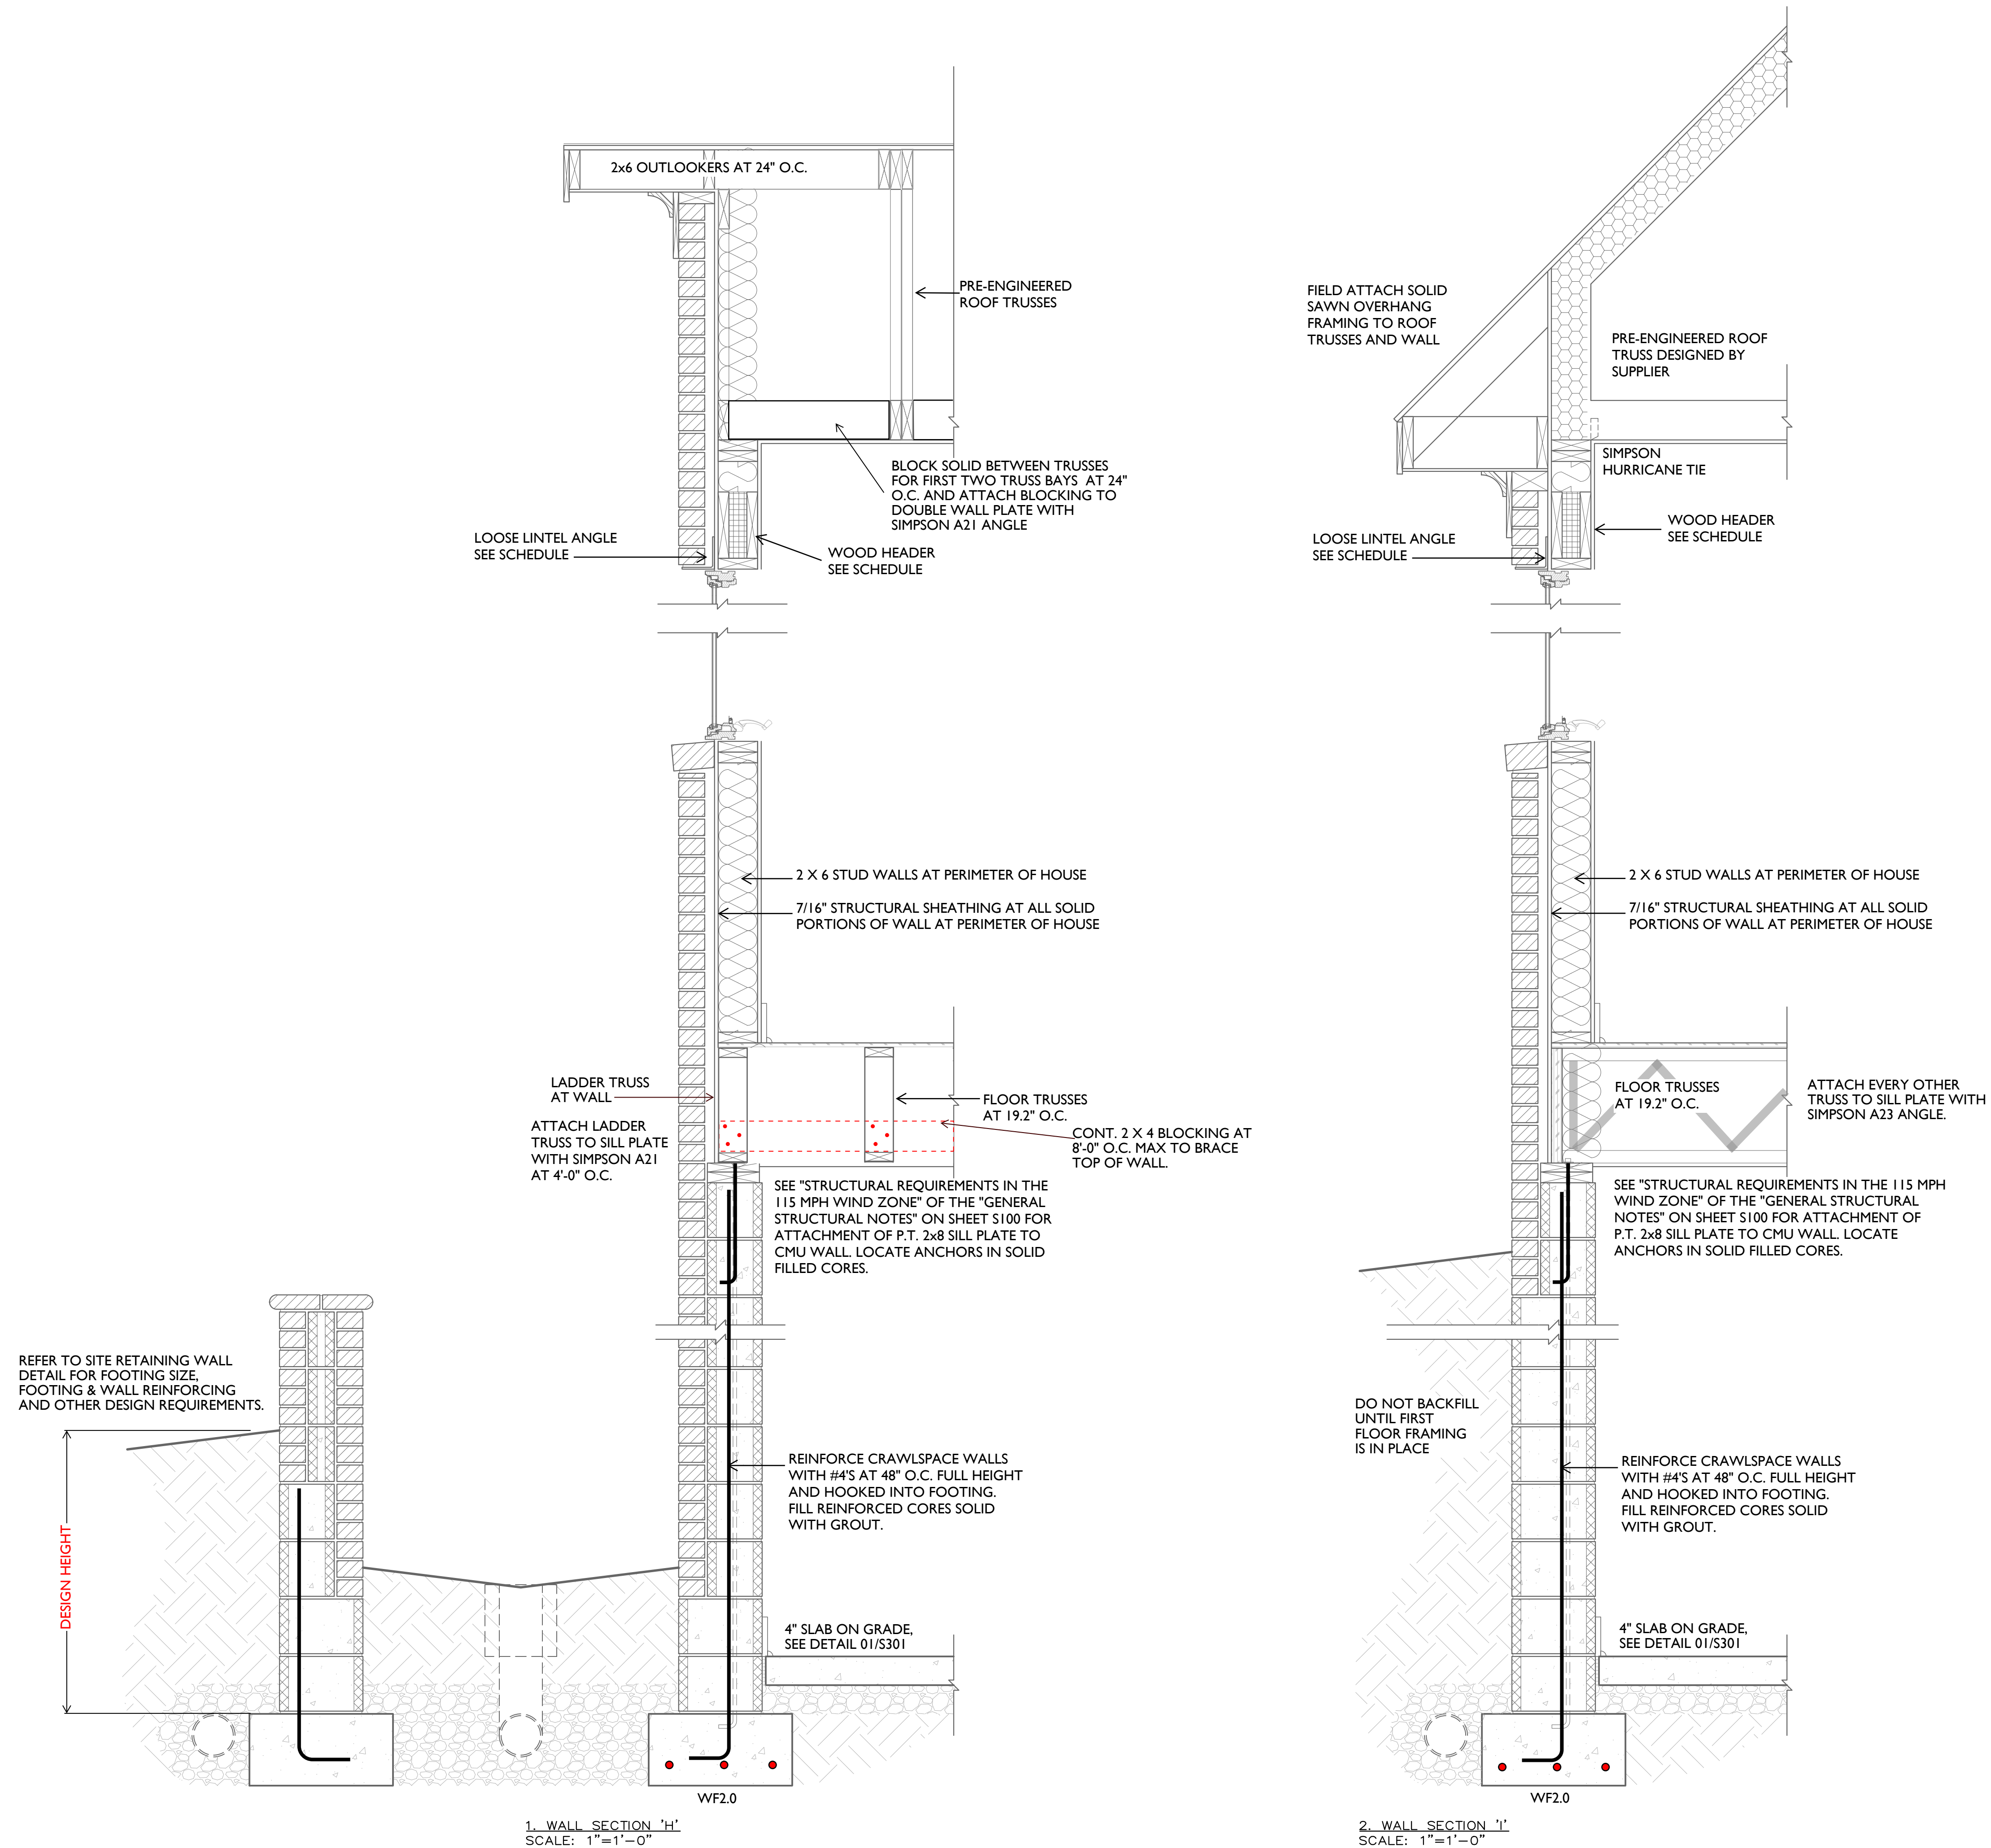 2x6 OUTLOOKERS AT 24" O.C.
PRE-ENGINEERED
ROOF TRUSSES
BLOCK SOLID BETWEEN TRUSSES
FOR FIRST TWO TRUSS BAYS AT 24"
O.C. AND ATTACH BLOCKING TO
DOUBLE WALL PLATE WITH
SIMPSON A21 ANGLE
LOOSE LINTEL ANGLE
SEE SCHEDULE
WOOD HEADER
SEE SCHEDULE
2 X 6 STUD WALLS AT PERIMETER OF HOUSE
7/16" STRUCTURAL SHEATHING AT ALL SOLID
PORTIONS OF WALL AT PERIMETER OF HOUSE
LADDER TRUSS
AT WALL
ATTACH LADDER
TRUSS TO SILL PLATE
WITH SIMPSON A21
AT 4'-0" O.C.
FLOOR TRUSSES
AT 19.2" O.C.
CONT. 2 X 4 BLOCKING AT
8'-0" O.C. MAX TO BRACE
TOP OF WALL.
SEE "STRUCTURAL REQUIREMENTS IN THE
115 MPH WIND ZONE" OF THE "GENERAL
STRUCTURAL NOTES" ON SHEET S100 FOR
ATTACHMENT OF P.T. 2x8 SILL PLATE TO
CMU WALL. LOCATE ANCHORS IN SOLID
FILLED CORES.
REFER TO SITE RETAINING WALL
DETAIL FOR FOOTING SIZE,
FOOTING & WALL REINFORCING
AND OTHER DESIGN REQUIREMENTS.
DESIGN HEIGHT
REINFORCE CRAWLSPACE WALLS
WITH #4'S AT 48" O.C. FULL HEIGHT
AND HOOKED INTO FOOTING.
FILL REINFORCED CORES SOLID
WITH GROUT.
4" SLAB ON GRADE,
SEE DETAIL 01/S301
WF2.0
1. WALL SECTION 'H'
SCALE: 1"=1'-0"
FIELD ATTACH SOLID
SAWN OVERHANG
FRAMING TO ROOF
TRUSSES AND WALL
PRE-ENGINEERED ROOF
TRUSS DESIGNED BY
SUPPLIER
SIMPSON
HURRICANE TIE
LOOSE LINTEL ANGLE
SEE SCHEDULE
WOOD HEADER
SEE SCHEDULE
2 X 6 STUD WALLS AT PERIMETER OF HOUSE
7/16" STRUCTURAL SHEATHING AT ALL SOLID
PORTIONS OF WALL AT PERIMETER OF HOUSE
FLOOR TRUSSES
AT 19.2" O.C.
ATTACH EVERY OTHER
TRUSS TO SILL PLATE WITH
SIMPSON A23 ANGLE.
SEE "STRUCTURAL REQUIREMENTS IN THE 115 MPH
WIND ZONE" OF THE "GENERAL STRUCTURAL
NOTES" ON SHEET S100 FOR ATTACHMENT OF
P.T. 2x8 SILL PLATE TO CMU WALL. LOCATE
ANCHORS IN SOLID FILLED CORES.
DO NOT BACKFILL
UNTIL FIRST
FLOOR FRAMING
IS IN PLACE
REINFORCE CRAWLSPACE WALLS
WITH #4'S AT 48" O.C. FULL HEIGHT
AND HOOKED INTO FOOTING.
FILL REINFORCED CORES SOLID
WITH GROUT.
4" SLAB ON GRADE,
SEE DETAIL 01/S301
WF2.0
2. WALL SECTION 'I'
SCALE: 1"=1'-0"